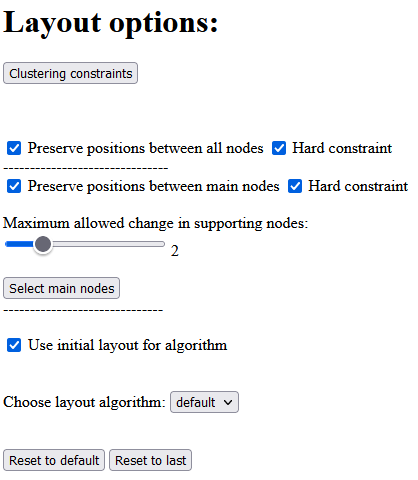 Layout options:
Clustering constraints
Preserve positions between all nodes Hard constraint
-------------------------------
Preserve positions between main nodes Hard constraint
Maximum allowed change in supporting nodes:
2
Select main nodes
------------------------------
Use initial layout for algorithm
Choose layout algorithm: default
Reset to default Reset to last